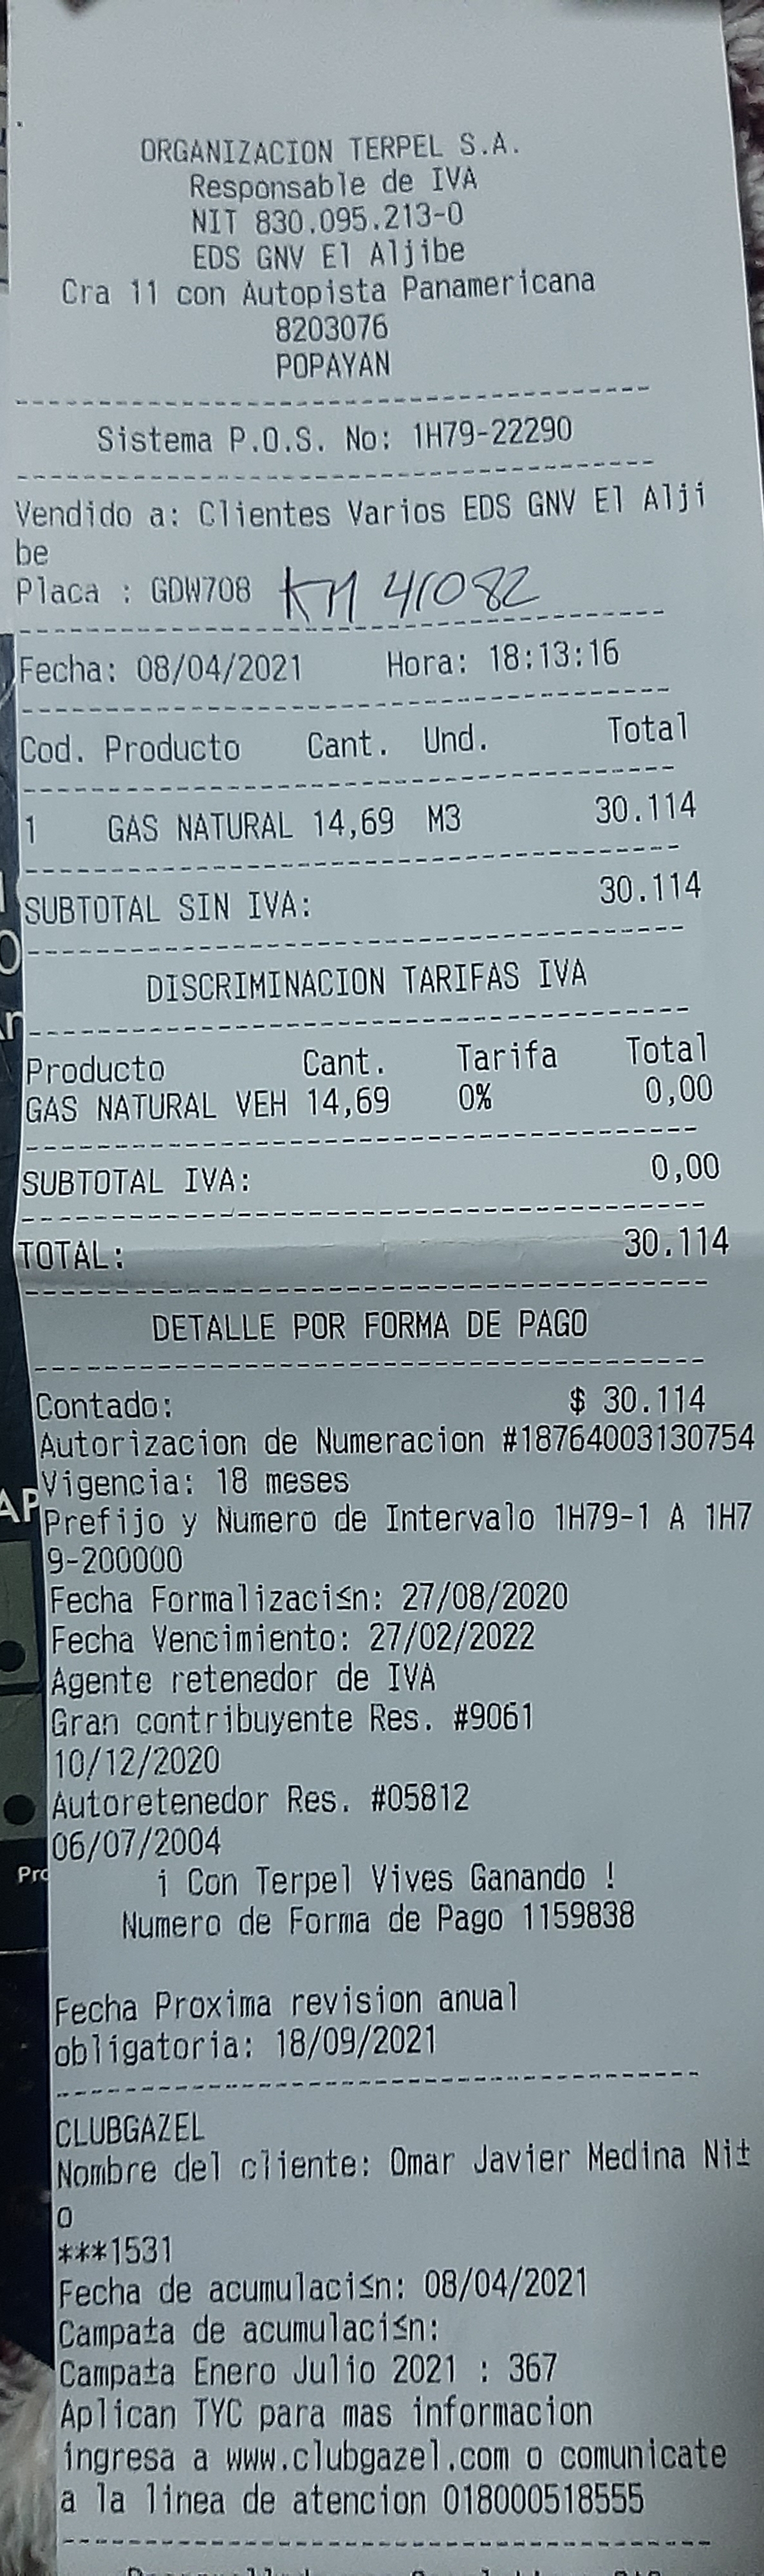 ORGANIZACION TERPEL S.A.
Responsable de IVA
NIT 830.095.213-0
EDS GNV El Aljibe
Cra 11 con Autopista Panamericana
8203076
POPAYAN
Sistema P.O.S. No: 1H79-22290
Vendido a: Clientes Varios EDS GNV El Alji
be
Placa : GDW708 KM 41082
Fecha: 08/04/2021 Hora: 18:13:16
Cod. Producto Cant. Und. Total
1 GAS NATURAL 14,69 M3 30.114
SUBTOTAL SIN IVA: 30.114
DISCRIMINACION TARIFAS IVA
Producto Cant. Tarifa Total
GAS NATURAL VEH 14,69 0% 0,00
SUBTOTAL IVA: 0,00
TOTAL: 30.114
DETALLE POR FORMA DE PAGO
Contado: $ 30.114
Autorizacion de Numeracion #18764003130754
Vigencia: 18 meses
Prefijo y Numero de Intervalo 1H79-1 A 1H7
9-200000
Fecha Formalizaci≤n: 27/08/2020
Fecha Vencimiento: 27/02/2022
Agente retenedor de IVA
Gran contribuyente Res. #9061
10/12/2020
Autoretenedor Res. #05812
06/07/2004
¡ Con Terpel Vives Ganando !
Numero de Forma de Pago 1159838
Fecha Proxima revision anual
obligatoria: 18/09/2021
CLUBGAZEL
Nombre del cliente: Omar Javier Medina Ni±
o
***1531
Fecha de acumulaci≤n: 08/04/2021
Campa±a de acumulaci≤n:
Campa±a Enero Julio 2021 : 367
Aplican TYC para mas informacion
ingresa a www.clubgazel.com o comunicate
a la linea de atencion 018000518555